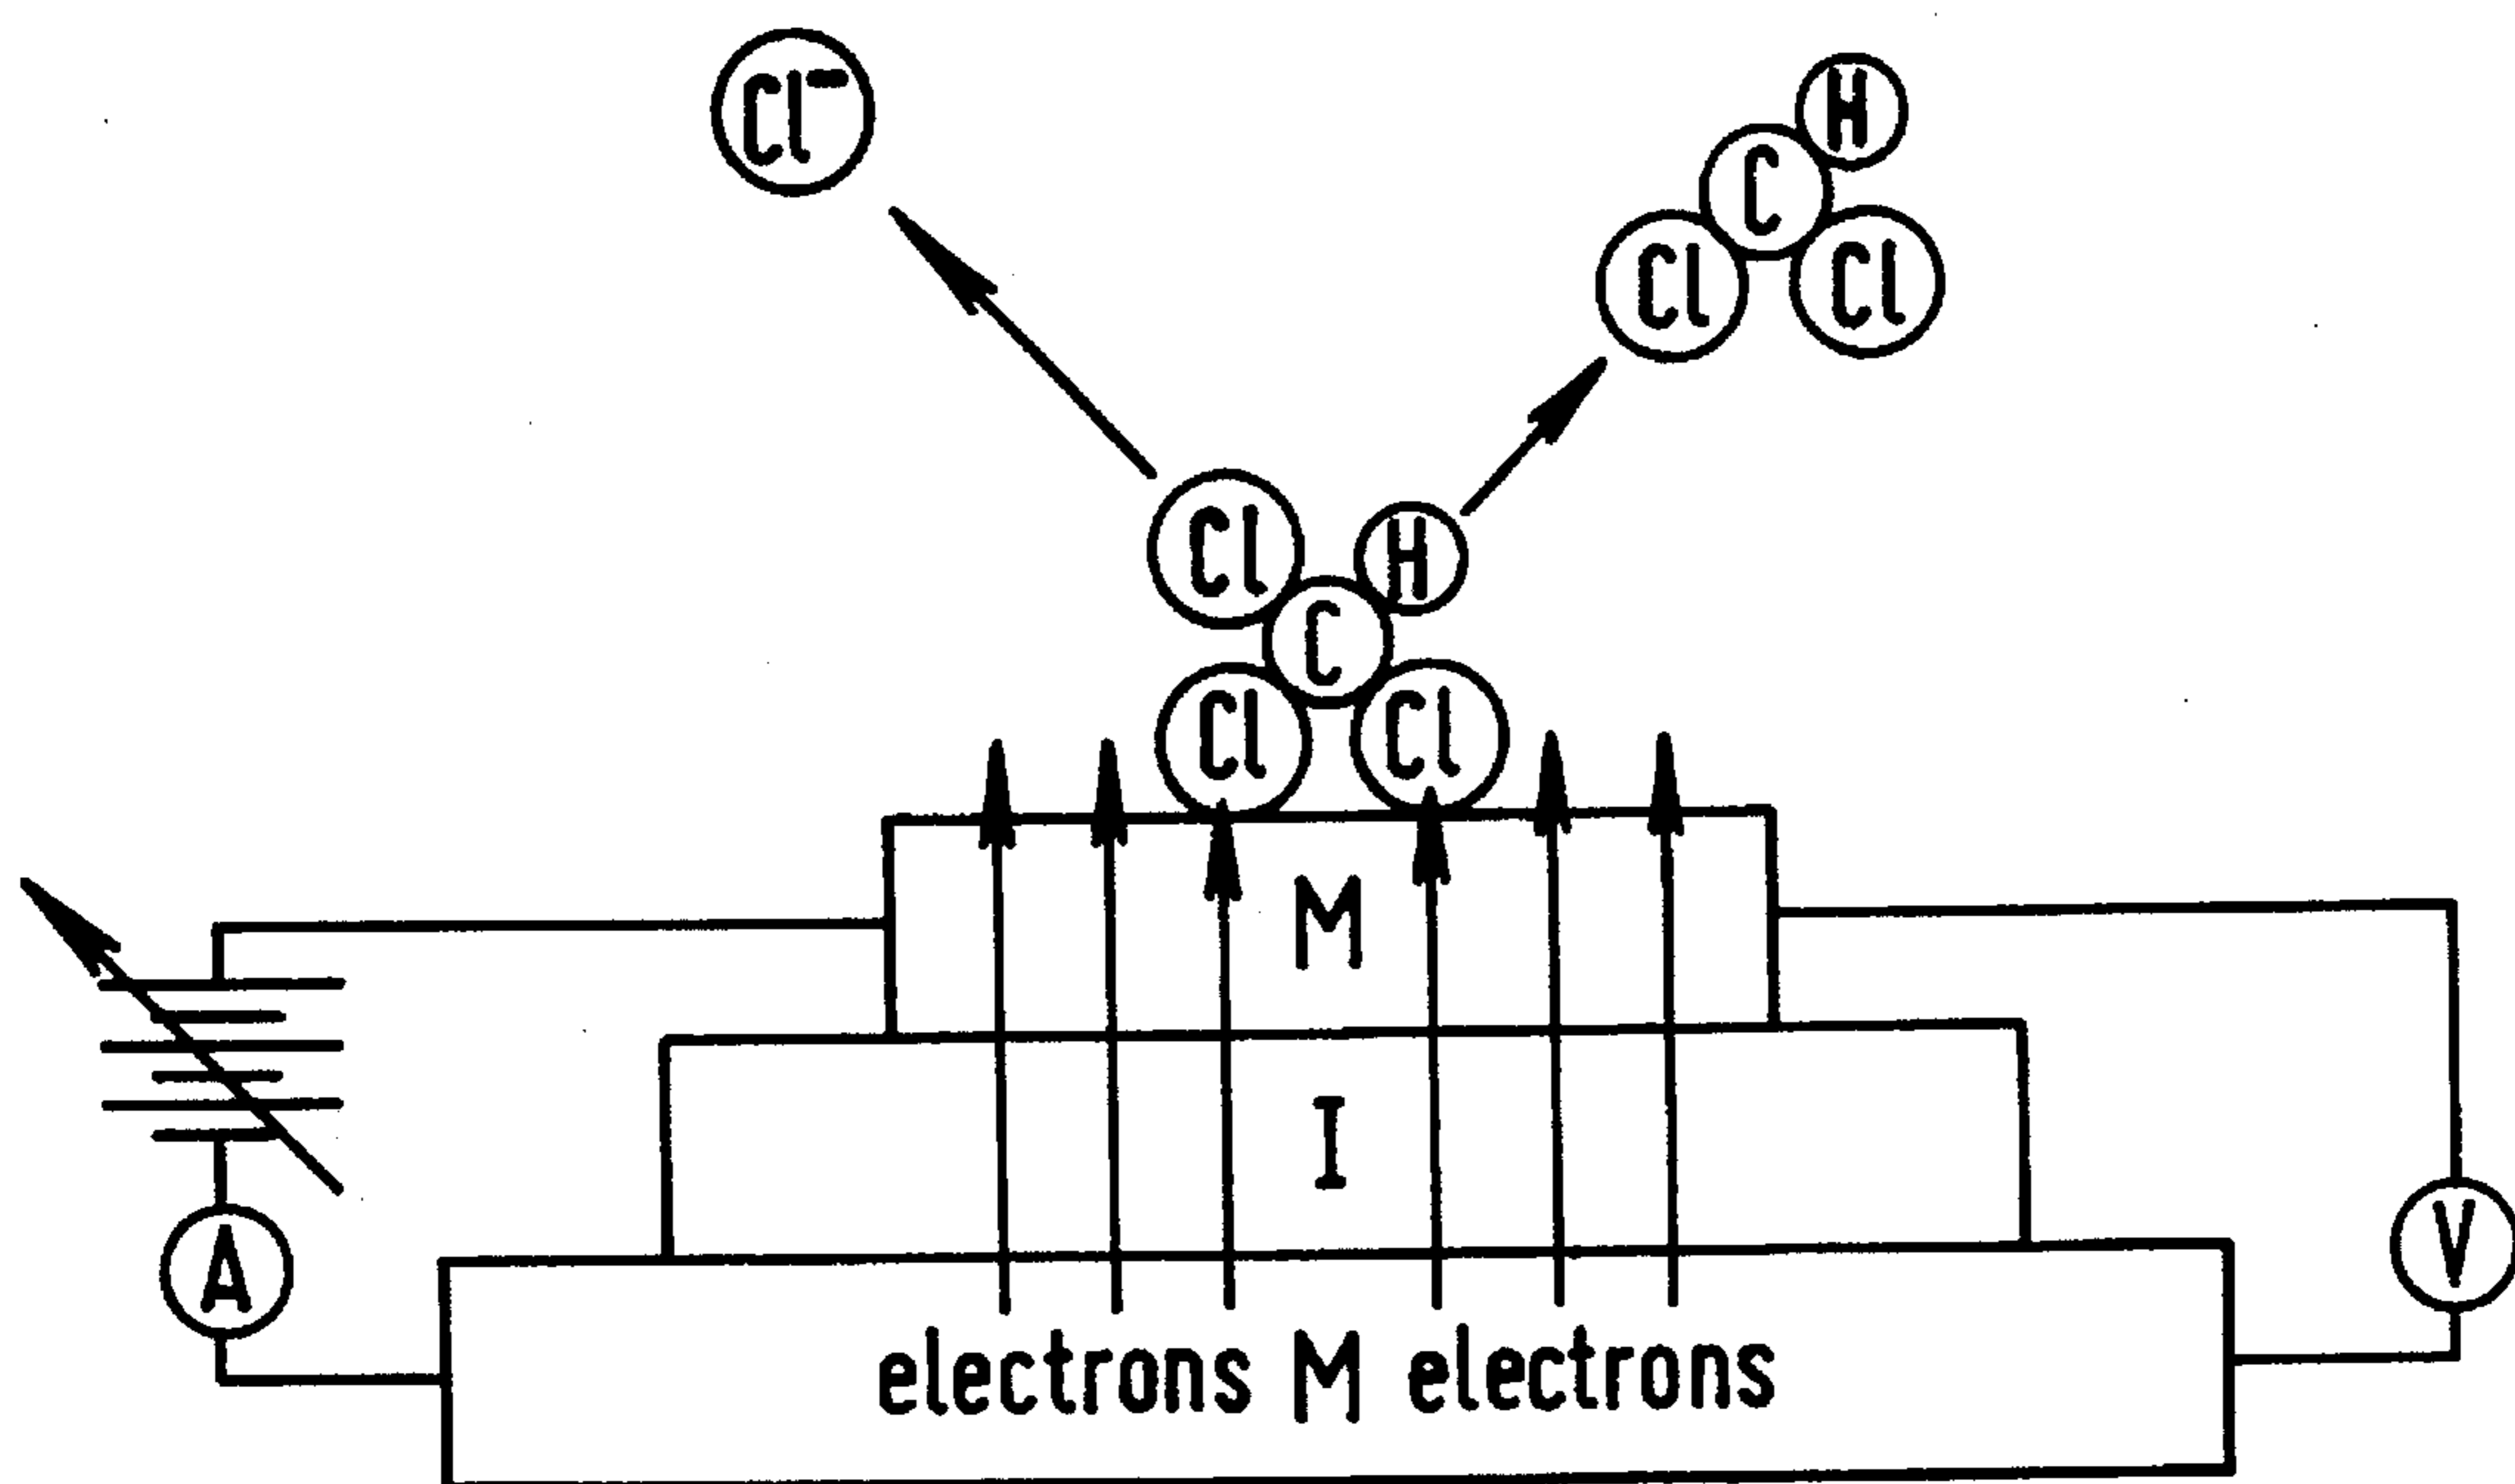 Cl⁻
H
C
Cl Cl
Cl H
C
Cl Cl
M
I
A
V
electrons M electrons